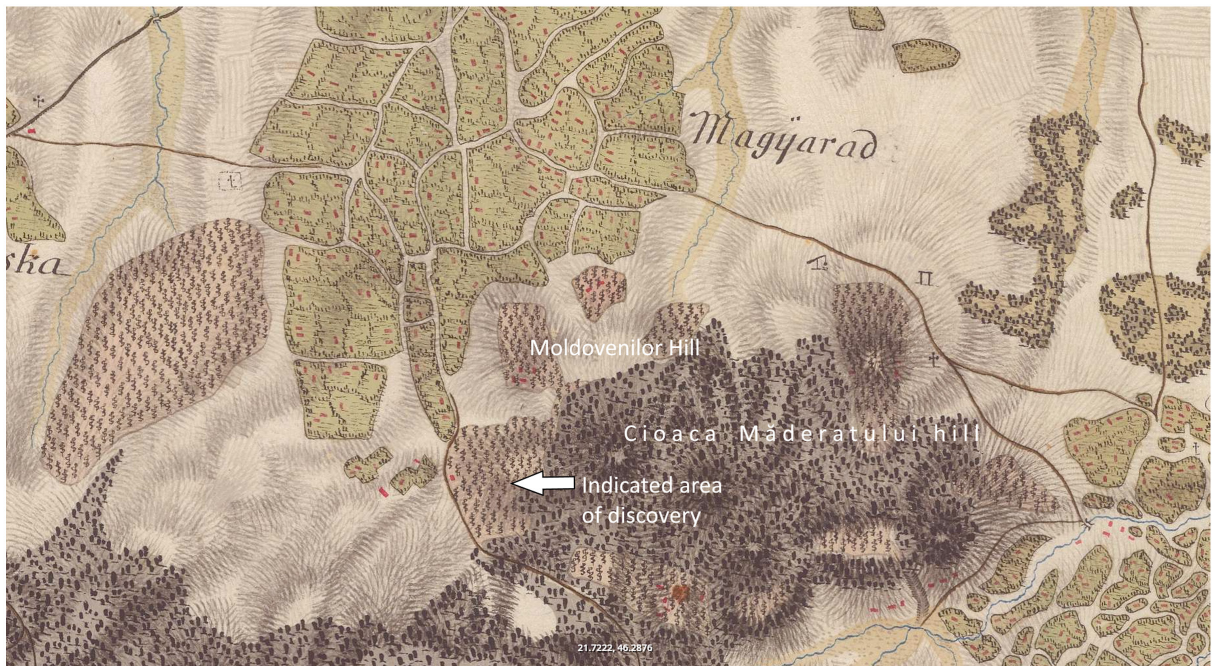 Magÿarad
ska
Moldovenilor Hill
Cioaca Măderatului hill
Indicated area
of discovery
21.7222, 46.2876